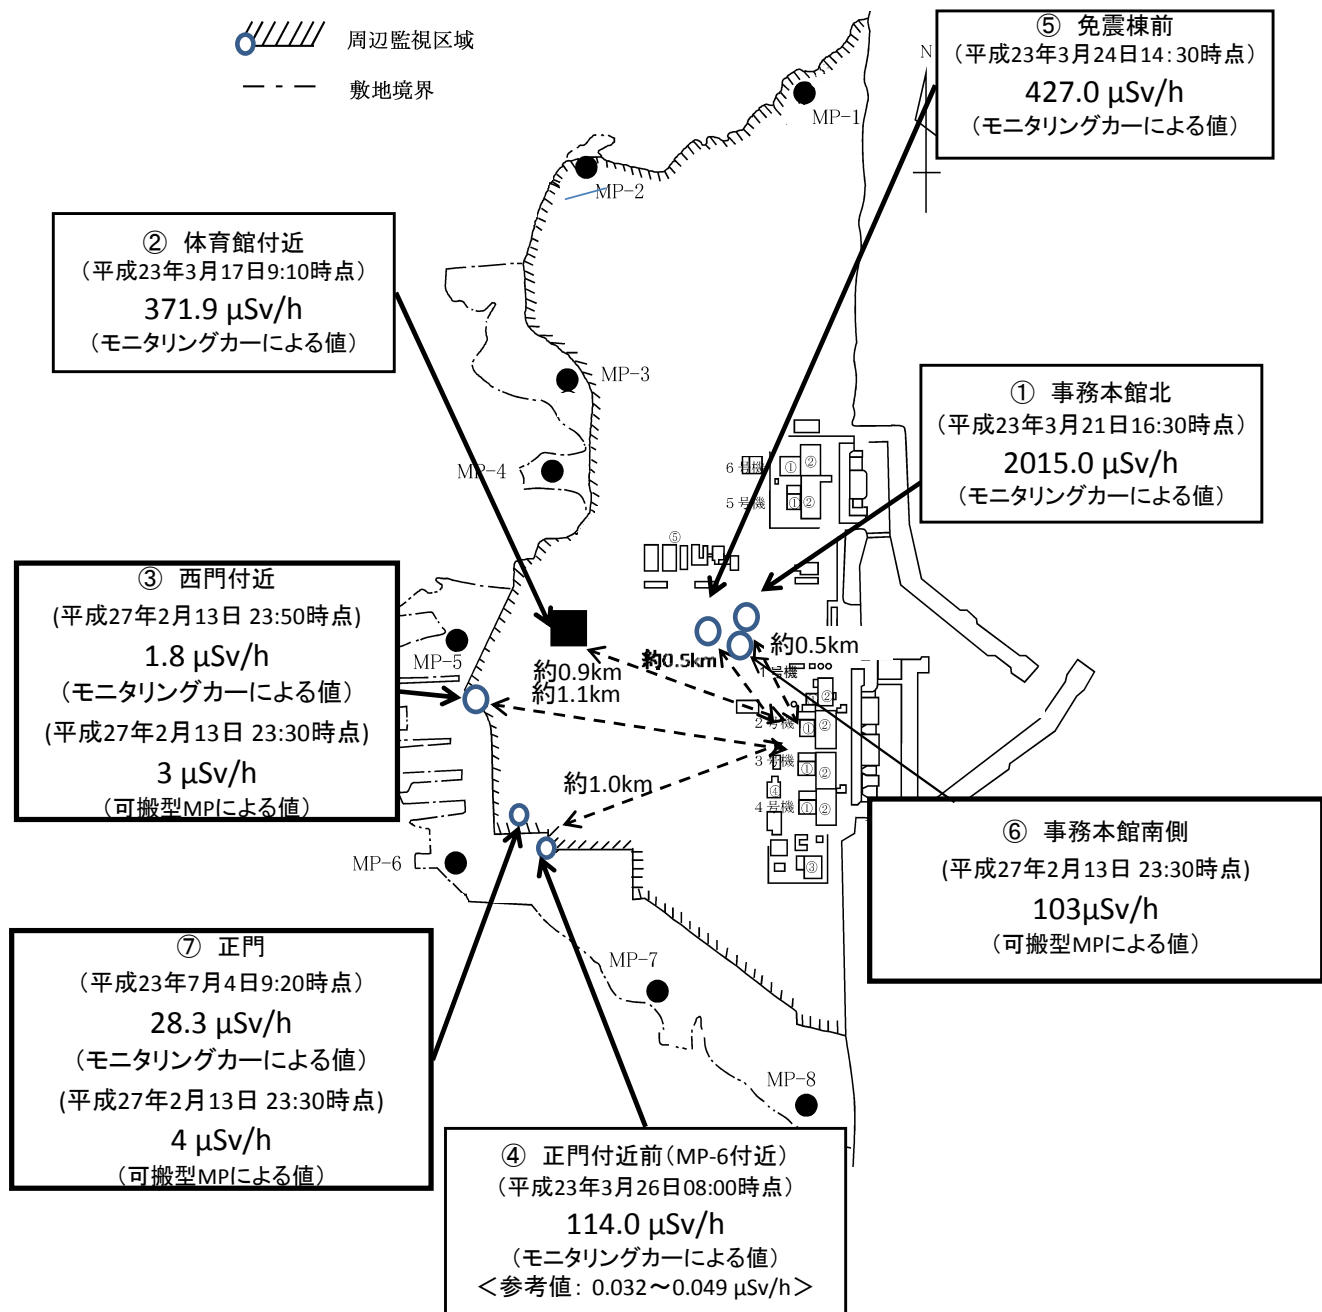 周辺監視区域
敷地境界
⑤ 免震棟前
(平成23年3月24日14:30時点)
427.0 μSv/h
(モニタリングカーによる値)
N
MP-1
MP-2
② 体育館付近
(平成23年3月17日9:10時点)
371.9 μSv/h
(モニタリングカーによる値)
MP-3
MP-4
① 事務本館北
(平成23年3月21日16:30時点)
2015.0 μSv/h
(モニタリングカーによる値)
6号機
①
②
5号機
①
②
⑤
③ 西門付近
(平成27年2月13日 23:50時点)
1.8 μSv/h
(モニタリングカーによる値)
(平成27年2月13日 23:30時点)
3 μSv/h
(可搬型MPによる値)
MP-5
約0.9km
約1.1km
約0.5km
約0.5km
1号機
②
2号機
①
②
3号機
①
②
④
4号機
①
②
③
約1.0km
MP-6
⑥ 事務本館南側
(平成27年2月13日 23:30時点)
103μSv/h
(可搬型MPによる値)
⑦ 正門
(平成23年7月4日9:20時点)
28.3 μSv/h
(モニタリングカーによる値)
(平成27年2月13日 23:30時点)
4 μSv/h
(可搬型MPによる値)
MP-7
MP-8
④ 正門付近前(MP-6付近)
(平成23年3月26日08:00時点)
114.0 μSv/h
(モニタリングカーによる値)
<参考値: 0.032～0.049 μSv/h>